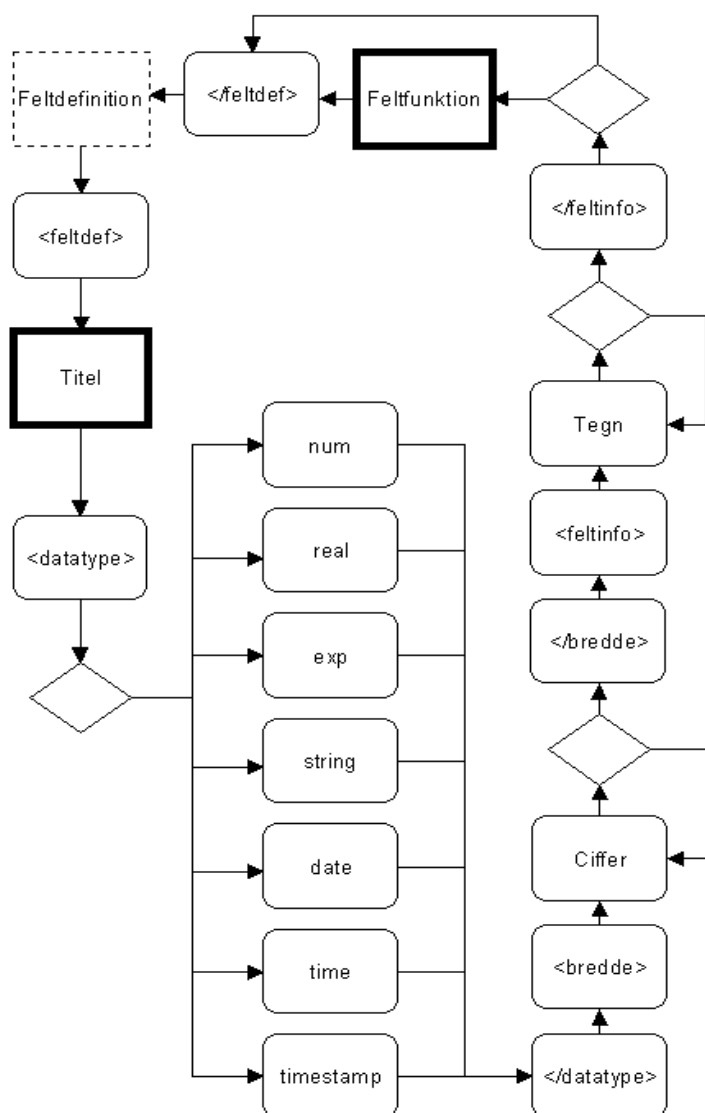 Feltdefinition
</feltdef>
Feltfunktion
<feltdef>
Titel
<datatype>
num
real
exp
string
date
time
timestamp
</datatype>
<bredde>
Ciffer
</bredde>
<feltinfo>
Tegn
</feltinfo>